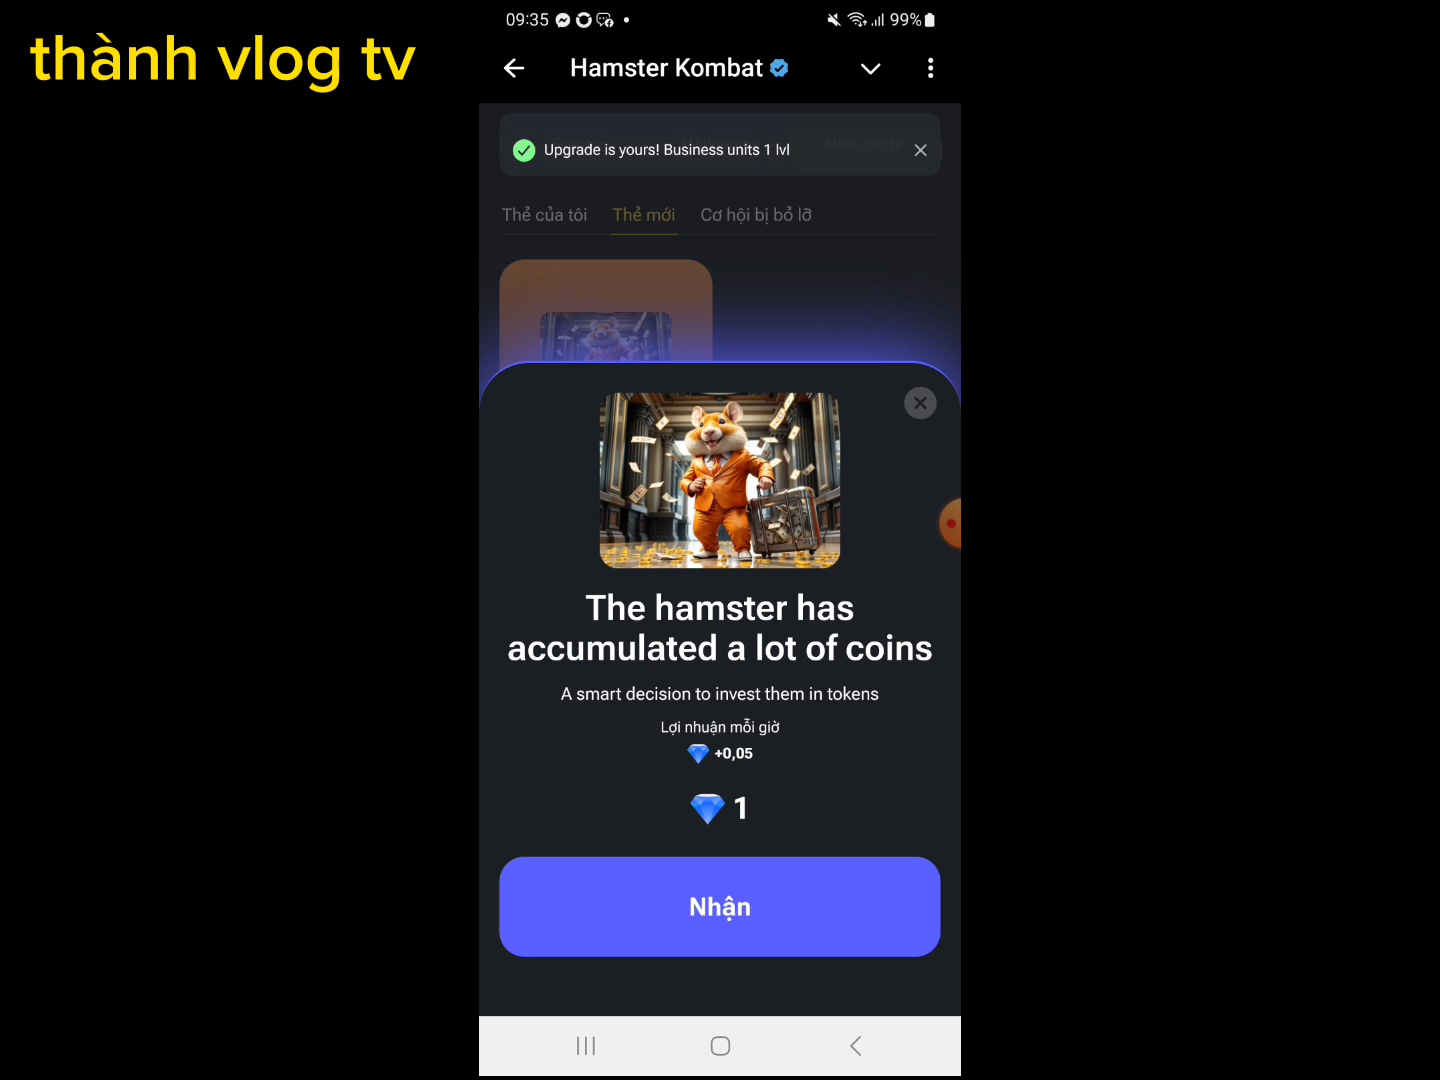 thành vlog tv
09:35
99%
Hamster Kombat
Upgrade is yours! Business units 1 lvl
Mine cards
Thẻ của tôi
Thẻ mới
Cơ hội bị bỏ lỡ
The hamster has
accumulated a lot of coins
A smart decision to invest them in tokens
Lợi nhuận mỗi giờ
+0,05
1
Nhận